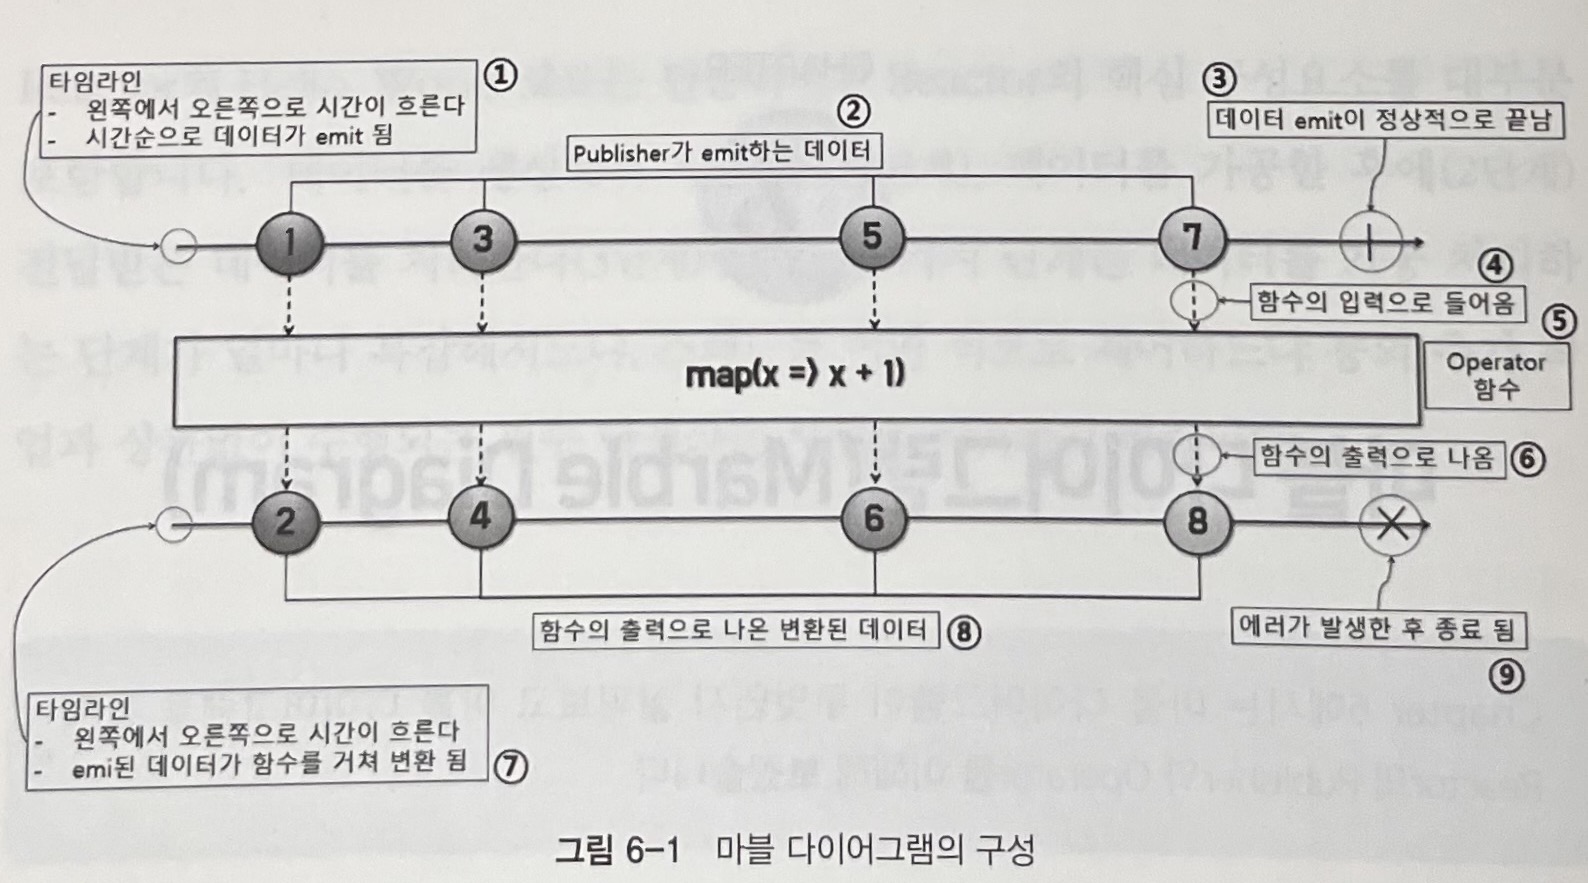 타임라인
- 왼쪽에서 오른쪽으로 시간이 흐른다
- 시간순으로 데이터가 emit 됨
①
②
Publisher가 emit하는 데이터
③
데이터 emit이 정상적으로 끝남
1 3 5 7
④
함수의 입력으로 들어옴
⑤
map(x => x + 1)
Operator
함수
함수의 출력으로 나옴 ⑥
2 4 6 8
함수의 출력으로 나온 변환된 데이터 ⑧
에러가 발생한 후 종료 됨
⑨
타임라인
- 왼쪽에서 오른쪽으로 시간이 흐른다
- emi된 데이터가 함수를 거쳐 변환 됨 ⑦
그림 6-1 마블 다이어그램의 구성